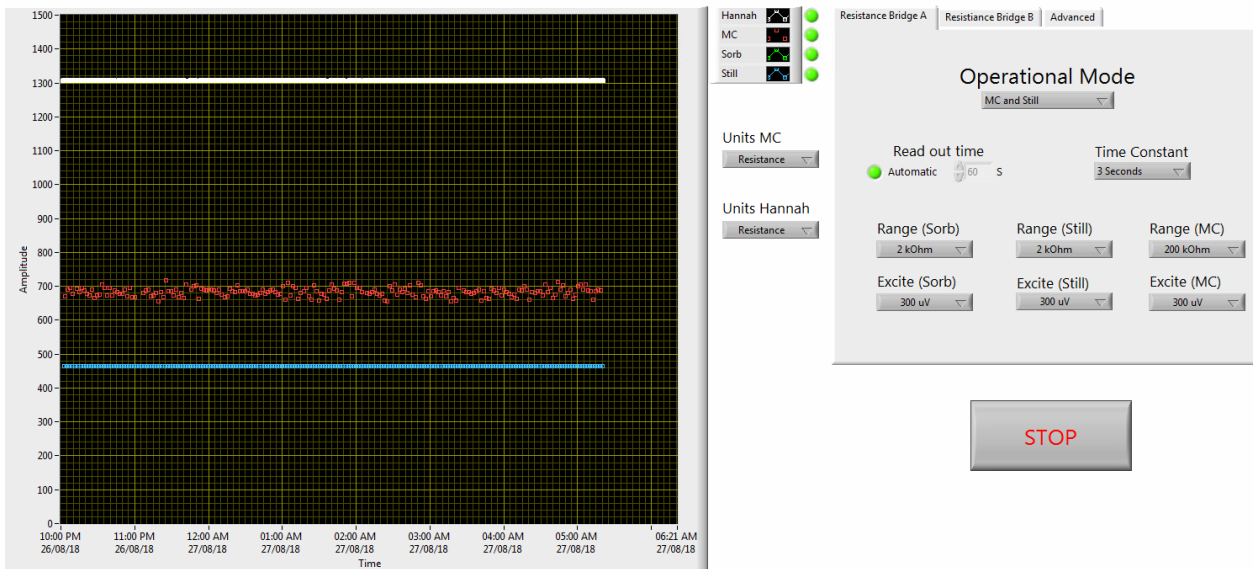 1500
1400
1300
1200
1100
1000
900
800
700
600
500
400
300
200
100
0
Amplitude
10:00 PM 11:00 PM 12:00 AM 01:00 AM 02:00 AM 03:00 AM 04:00 AM 05:00 AM 06:21 AM
26/08/18 26/08/18 27/08/18 27/08/18 27/08/18 27/08/18 27/08/18 27/08/18 27/08/18
Time
Hannah
MC
Sorb
Still
Units MC
Resistance
Units Hannah
Resistance
Resistance Bridge A Resistiance Bridge B Advanced
Operational Mode
MC and Still
Read out time Time Constant
Automatic 60 S 3 Seconds
Range (Sorb) Range (Still) Range (MC)
2 kOhm 2 kOhm 200 kOhm
Excite (Sorb) Excite (Still) Excite (MC)
300 uV 300 uV 300 uV
STOP